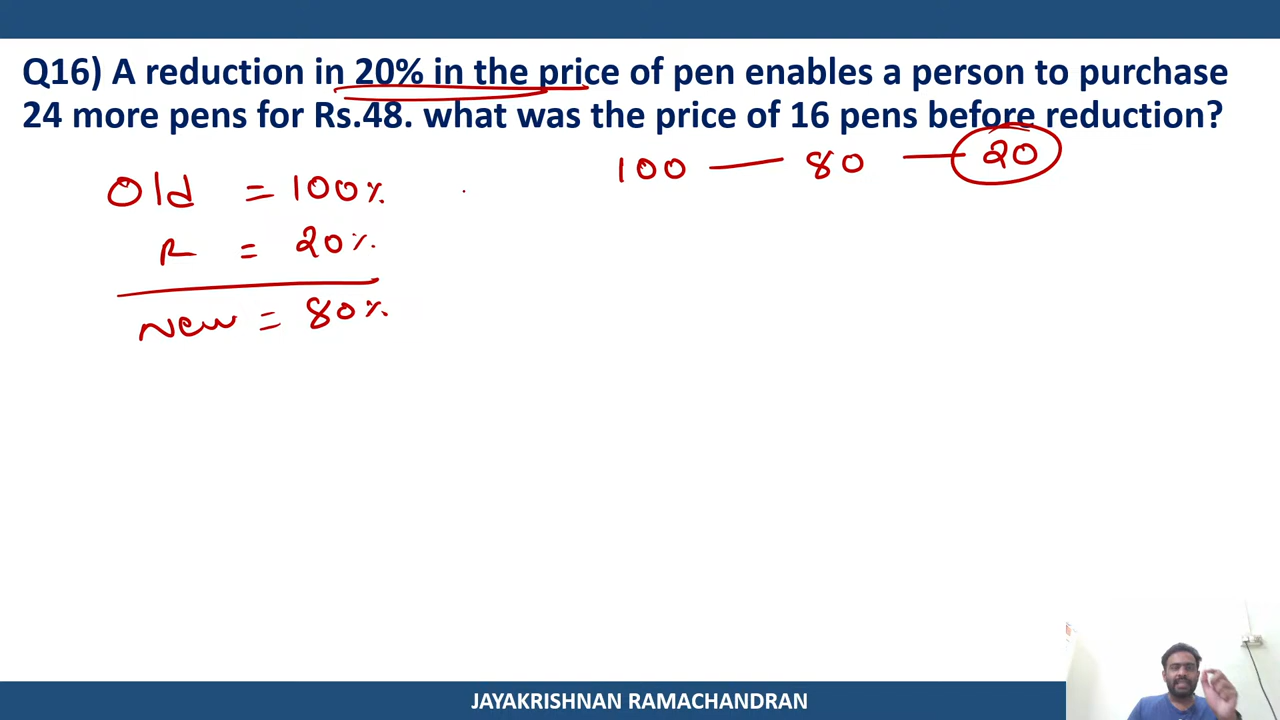 Q16) A reduction in 20% in the price of pen enables a person to purchase
24 more pens for Rs.48. what was the price of 16 pens before reduction?
100 — 80 — 20
Old = 100%
R = 20%
New = 80%
JAYAKRISHNAN RAMACHANDRAN